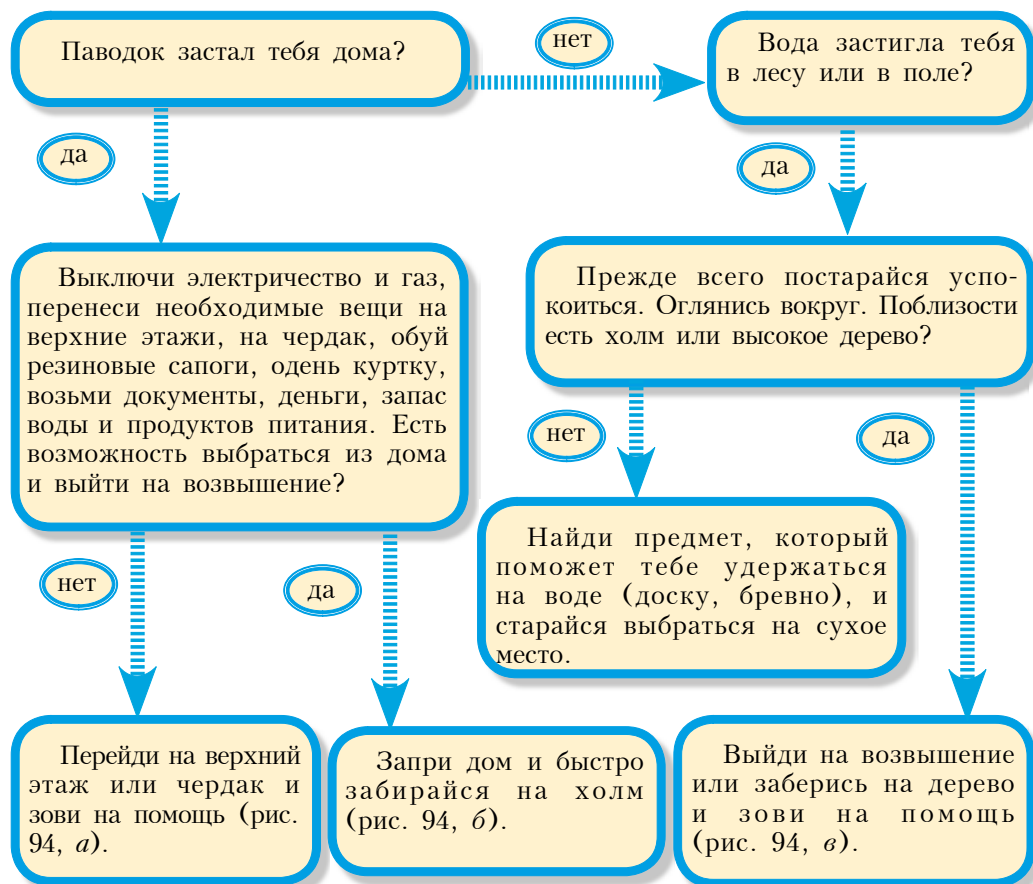 Паводок застал тебя дома?
нет
Вода застигла тебя
в лесу или в поле?
да
да
Выключи электричество и газ,
перенеси необходимые вещи на
верхние этажи, на чердак, обуй
резиновые сапоги, одень куртку,
возьми документы, деньги, запас
воды и продуктов питания. Есть
возможность выбраться из дома
и выйти на возвышение?
Прежде всего постарайся успо-
коиться. Оглянись вокруг. Поблизости
есть холм или высокое дерево?
нет
да
Найди предмет, который
поможет тебе удержаться
на воде (доску, бревно), и
старайся выбраться на сухое
место.
нет
да
Перейди на верхний
этаж или чердак и
зови на помощь (рис.
94, а).
Запри дом и быстро
забирайся на холм
(рис. 94, б).
Выйди на возвышение
или заберись на дерево
и зови на помощь
(рис. 94, в).